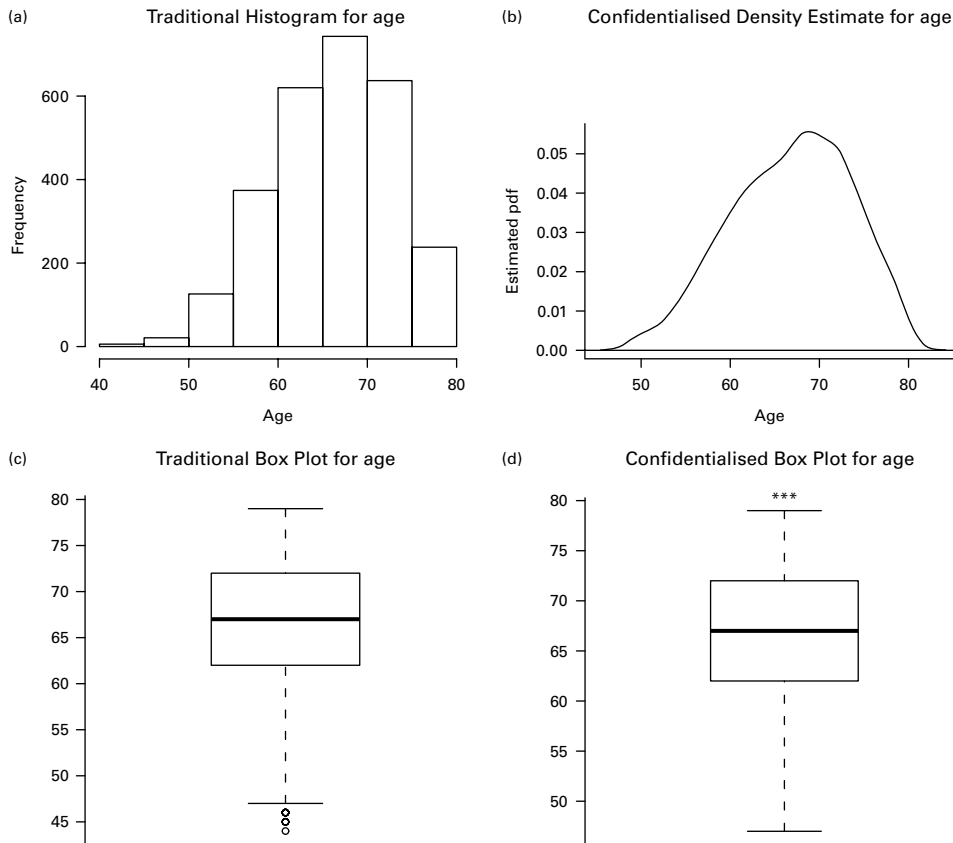 (a) Traditional Histogram for age
600
400
200
0
Frequency
40 50 60 70 80
Age
(b) Confidentialised Density Estimate for age
0.05
0.04
0.03
0.02
0.01
0.00
Estimated pdf
50 60 70 80
Age
(c) Traditional Box Plot for age
80
75
70
65
60
55
50
45
(d) Confidentialised Box Plot for age
***
80
75
70
65
60
55
50